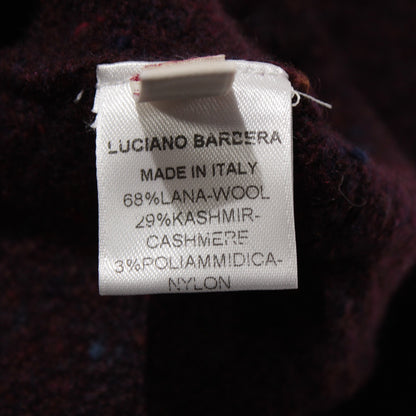 LUCIANO BARBERA
MADE IN ITALY
68%LANA-WOOL
29%KASHMIR-
CASHMERE
3%POLIAMMIDICA-
NYLON